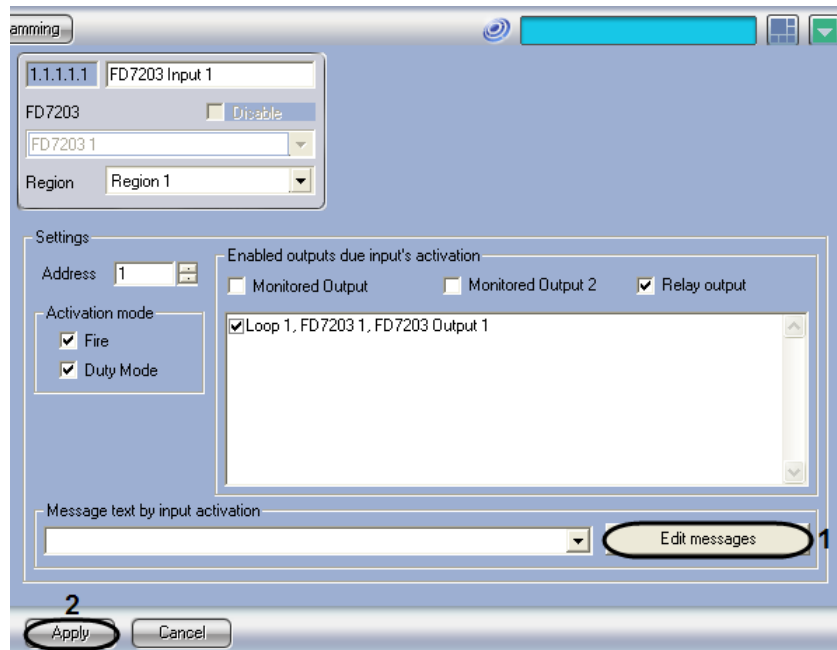 amming
1.1.1.1.1 FD7203 Input 1
FD7203 Disable
FD7203 1
Region Region 1
Settings
Address 1
Enabled outputs due input's activation
Monitored Output Monitored Output 2 Relay output
Activation mode
Fire
Duty Mode
Loop 1, FD7203 1, FD7203 Output 1
Message text by input activation
Edit messages 1
2
Apply Cancel